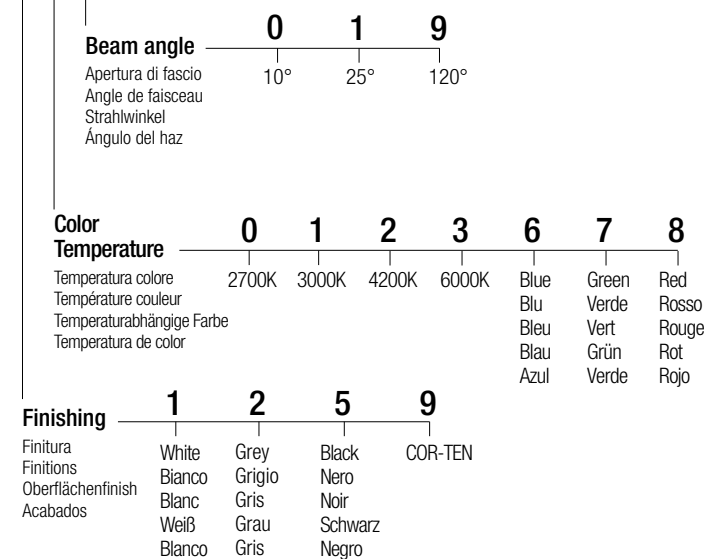 0 1 9
Beam angle
10° 25° 120°
Apertura di fascio
Angle de faisceau
Strahlwinkel
Ángulo del haz
Color
Temperature
0 1 2 3 6 7 8
Temperatura colore
Température couleur
Temperaturabhängige Farbe
Temperatura de color
2700K 3000K 4200K 6000K Blue Green Red
Blu Verde Rosso
Bleu Vert Rouge
Blau Grün Rot
Azul Verde Rojo
Finishing
1 2 5 9
Finitura
Finitions
Oberflächenfinish
Acabados
White Grey Black COR-TEN
Bianco Grigio Nero
Blanc Gris Noir
Weiß Grau Schwarz
Blanco Gris Negro